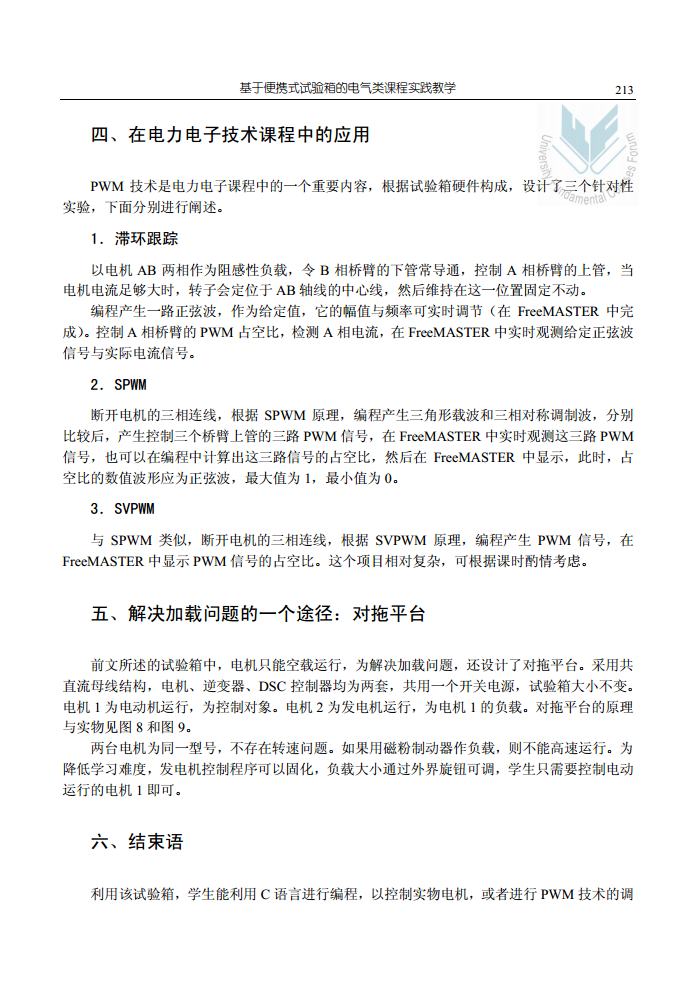 基于便携式试验箱的电气类课程实践教学 213
University Fundamental Courses Forum
四、在电力电子技术课程中的应用
PWM 技术是电力电子课程中的一个重要内容，根据试验箱硬件构成，设计了三个针对性
实验，下面分别进行阐述。
1．滞环跟踪
以电机 AB 两相作为阻感性负载，令 B 相桥臂的下管常导通，控制 A 相桥臂的上管，当
电机电流足够大时，转子会定位于 AB 轴线的中心线，然后维持在这一位置固定不动。
编程产生一路正弦波，作为给定值，它的幅值与频率可实时调节（在 FreeMASTER 中完
成）。控制 A 相桥臂的 PWM 占空比，检测 A 相电流，在 FreeMASTER 中实时观测给定正弦波
信号与实际电流信号。
2．SPWM
断开电机的三相连线，根据 SPWM 原理，编程产生三角形载波和三相对称调制波，分别
比较后，产生控制三个桥臂上管的三路 PWM 信号，在 FreeMASTER 中实时观测这三路 PWM
信号，也可以在编程中计算出这三路信号的占空比，然后在 FreeMASTER 中显示，此时，占
空比的数值波形应为正弦波，最大值为 1，最小值为 0。
3．SVPWM
与 SPWM 类似，断开电机的三相连线，根据 SVPWM 原理，编程产生 PWM 信号，在
FreeMASTER 中显示 PWM 信号的占空比。这个项目相对复杂，可根据课时酌情考虑。
五、解决加载问题的一个途径：对拖平台
前文所述的试验箱中，电机只能空载运行，为解决加载问题，还设计了对拖平台。采用共
直流母线结构，电机、逆变器、DSC 控制器均为两套，共用一个开关电源，试验箱大小不变。
电机 1 为电动机运行，为控制对象。电机 2 为发电机运行，为电机 1 的负载。对拖平台的原理
与实物见图 8 和图 9。
两台电机为同一型号，不存在转速问题。如果用磁粉制动器作负载，则不能高速运行。为
降低学习难度，发电机控制程序可以固化，负载大小通过外界旋钮可调，学生只需要控制电动
运行的电机 1 即可。
六、结束语
利用该试验箱，学生能利用 C 语言进行编程，以控制实物电机，或者进行 PWM 技术的调